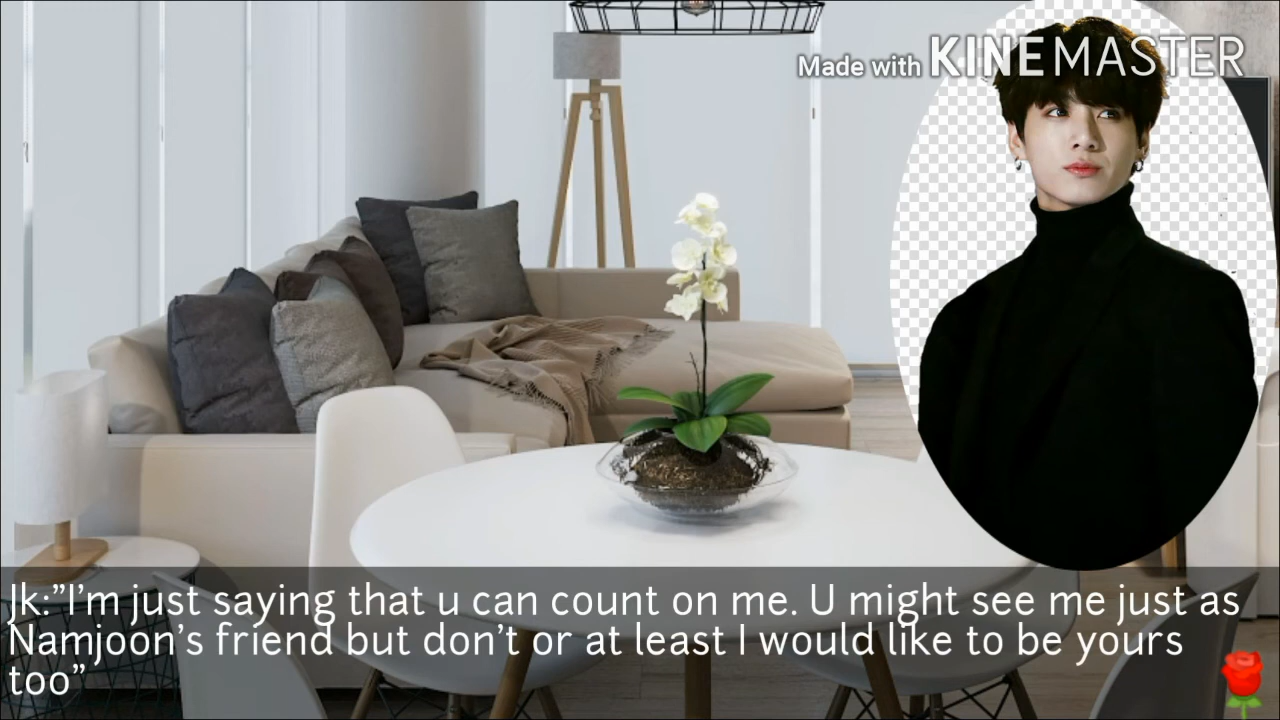 Made with KINEMASTER
Jk:”I’m just saying that u can count on me. U might see me just as
Namjoon’s friend but don’t or at least I would like to be yours
too”